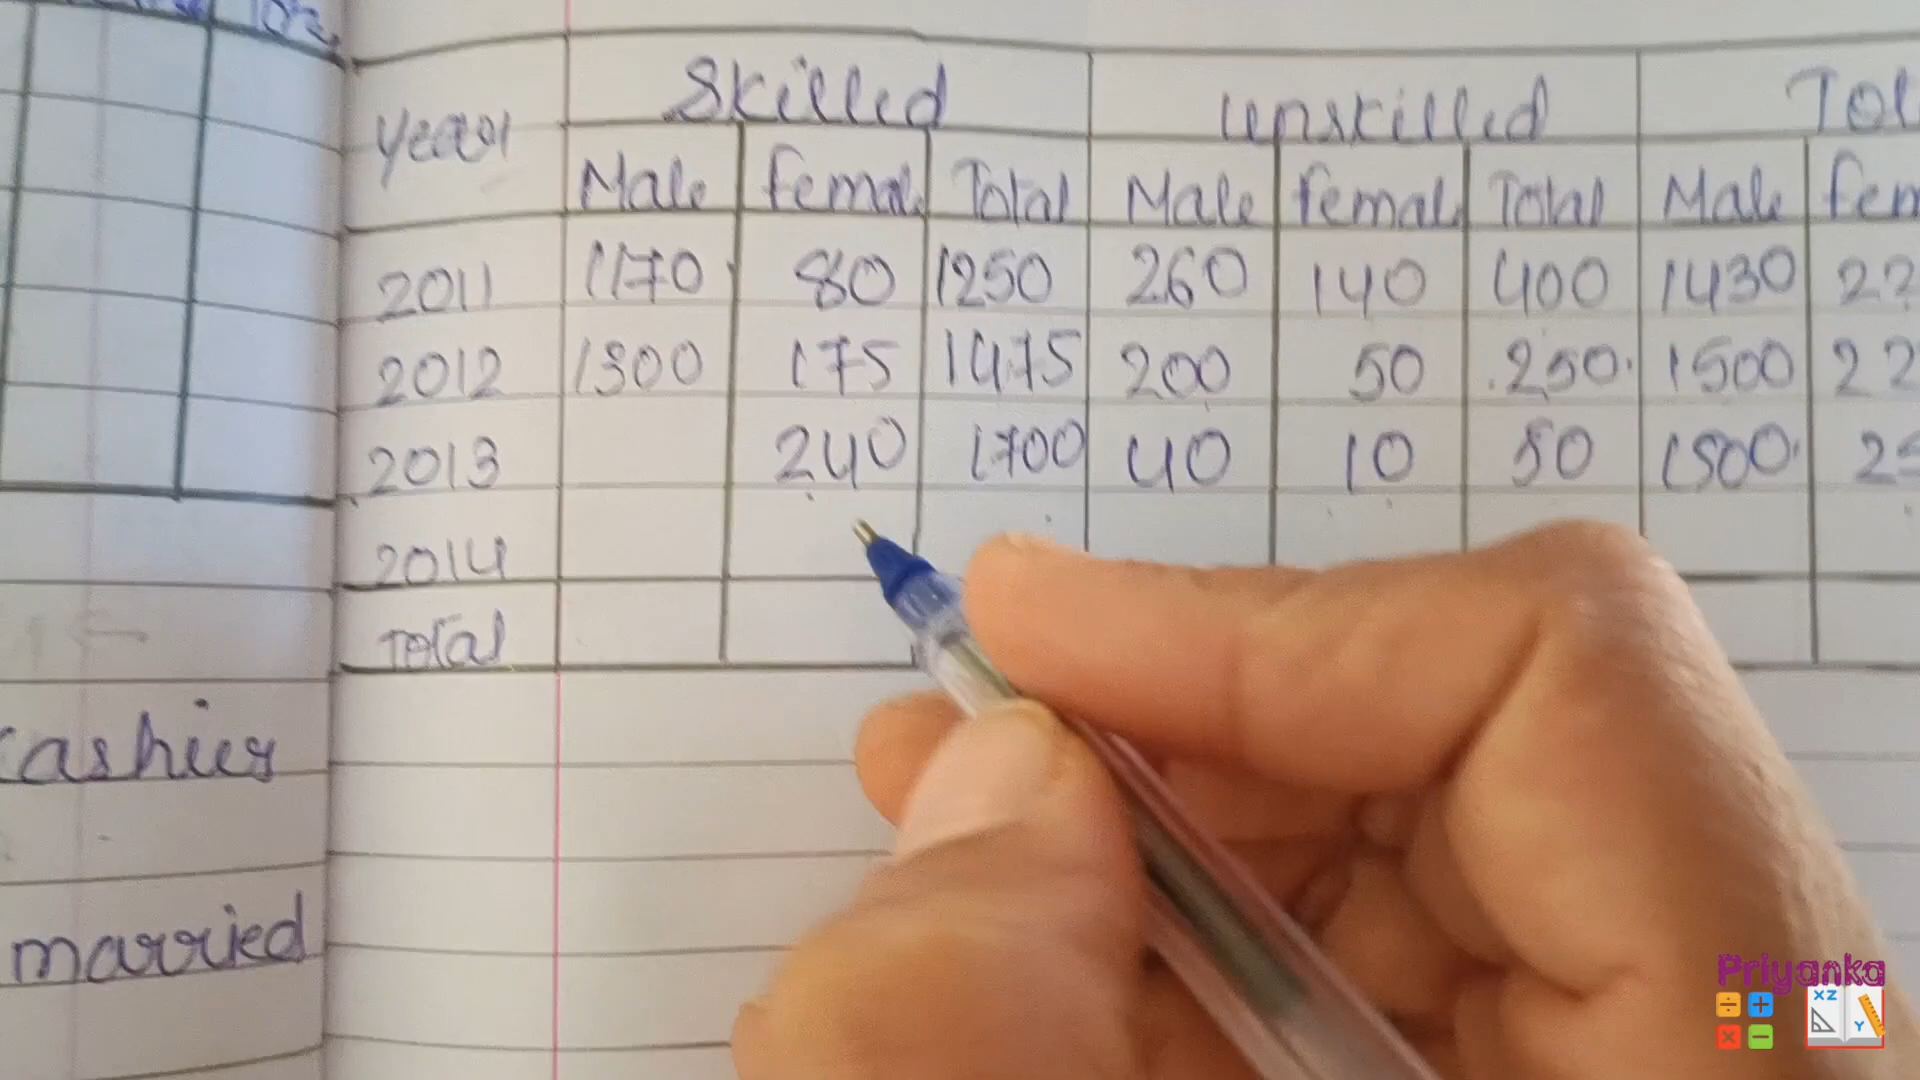 Skilled unskilled
year Male femal Total Male femal Total Male
2011 1170 80 1250 260 140 400 1430
2012 1300 175 1475 200 50 250 1500
2013 240 1700 40 10 50 1500
2014
Total
cashier
married
Priyanka
XZ
Y